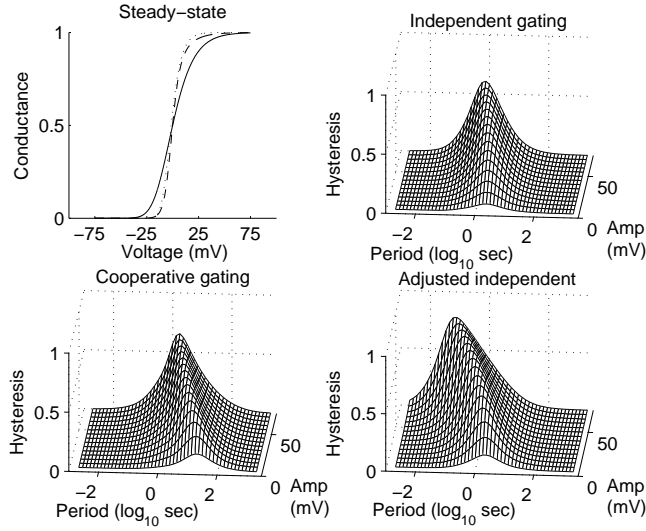 Steady−state
1
0.5
0
Conductance
−75
−25
25
75
Voltage (mV)
Independent gating
1
0.5
0
Hysteresis
−2
0
2
Period (log10 sec)
0
50
Amp
(mV)
Cooperative gating
1
0.5
0
Hysteresis
−2
0
2
Period (log10 sec)
0
50
Amp
(mV)
Adjusted independent
1
0.5
0
Hysteresis
−2
0
2
Period (log10 sec)
0
50
Amp
(mV)